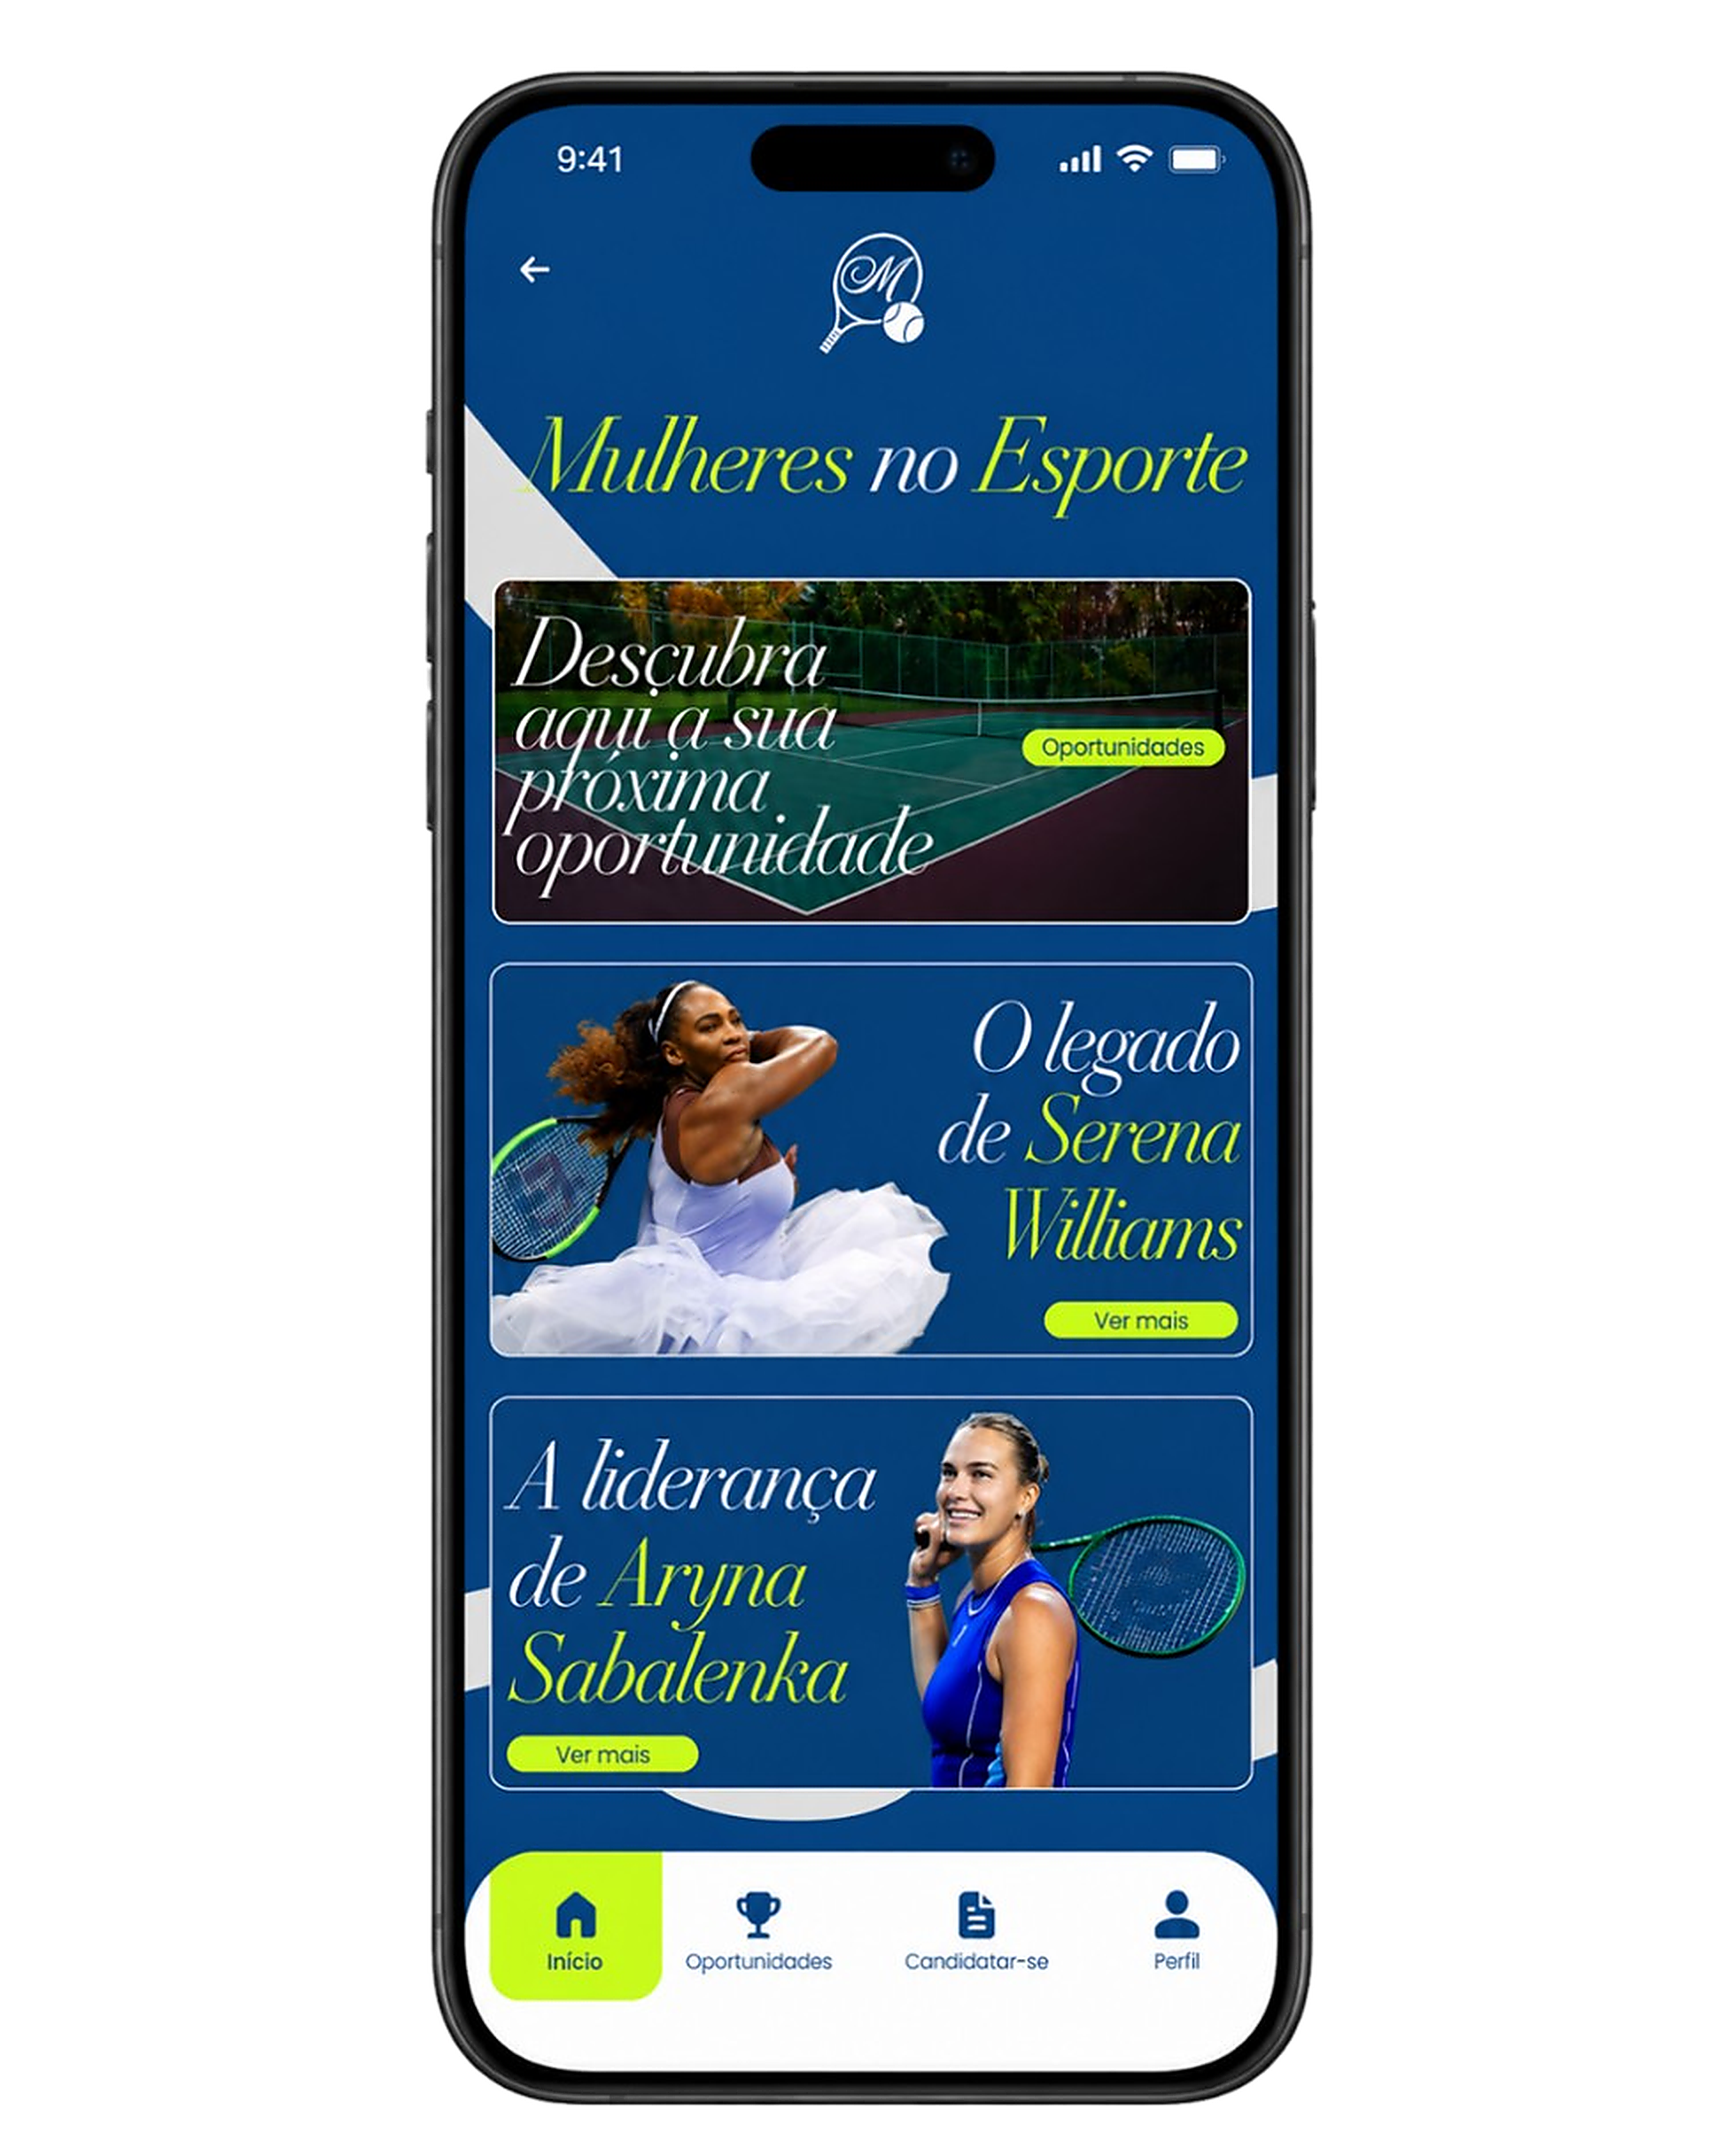 9:41
M
Mulheres no Esporte
Descubra
aqui a sua
próxima
oportunidade
Oportunidades
O legado
de Serena
Williams
Ver mais
A liderança
de Aryna
Sabalenka
Ver mais
Início
Oportunidades
Candidatar-se
Perfil